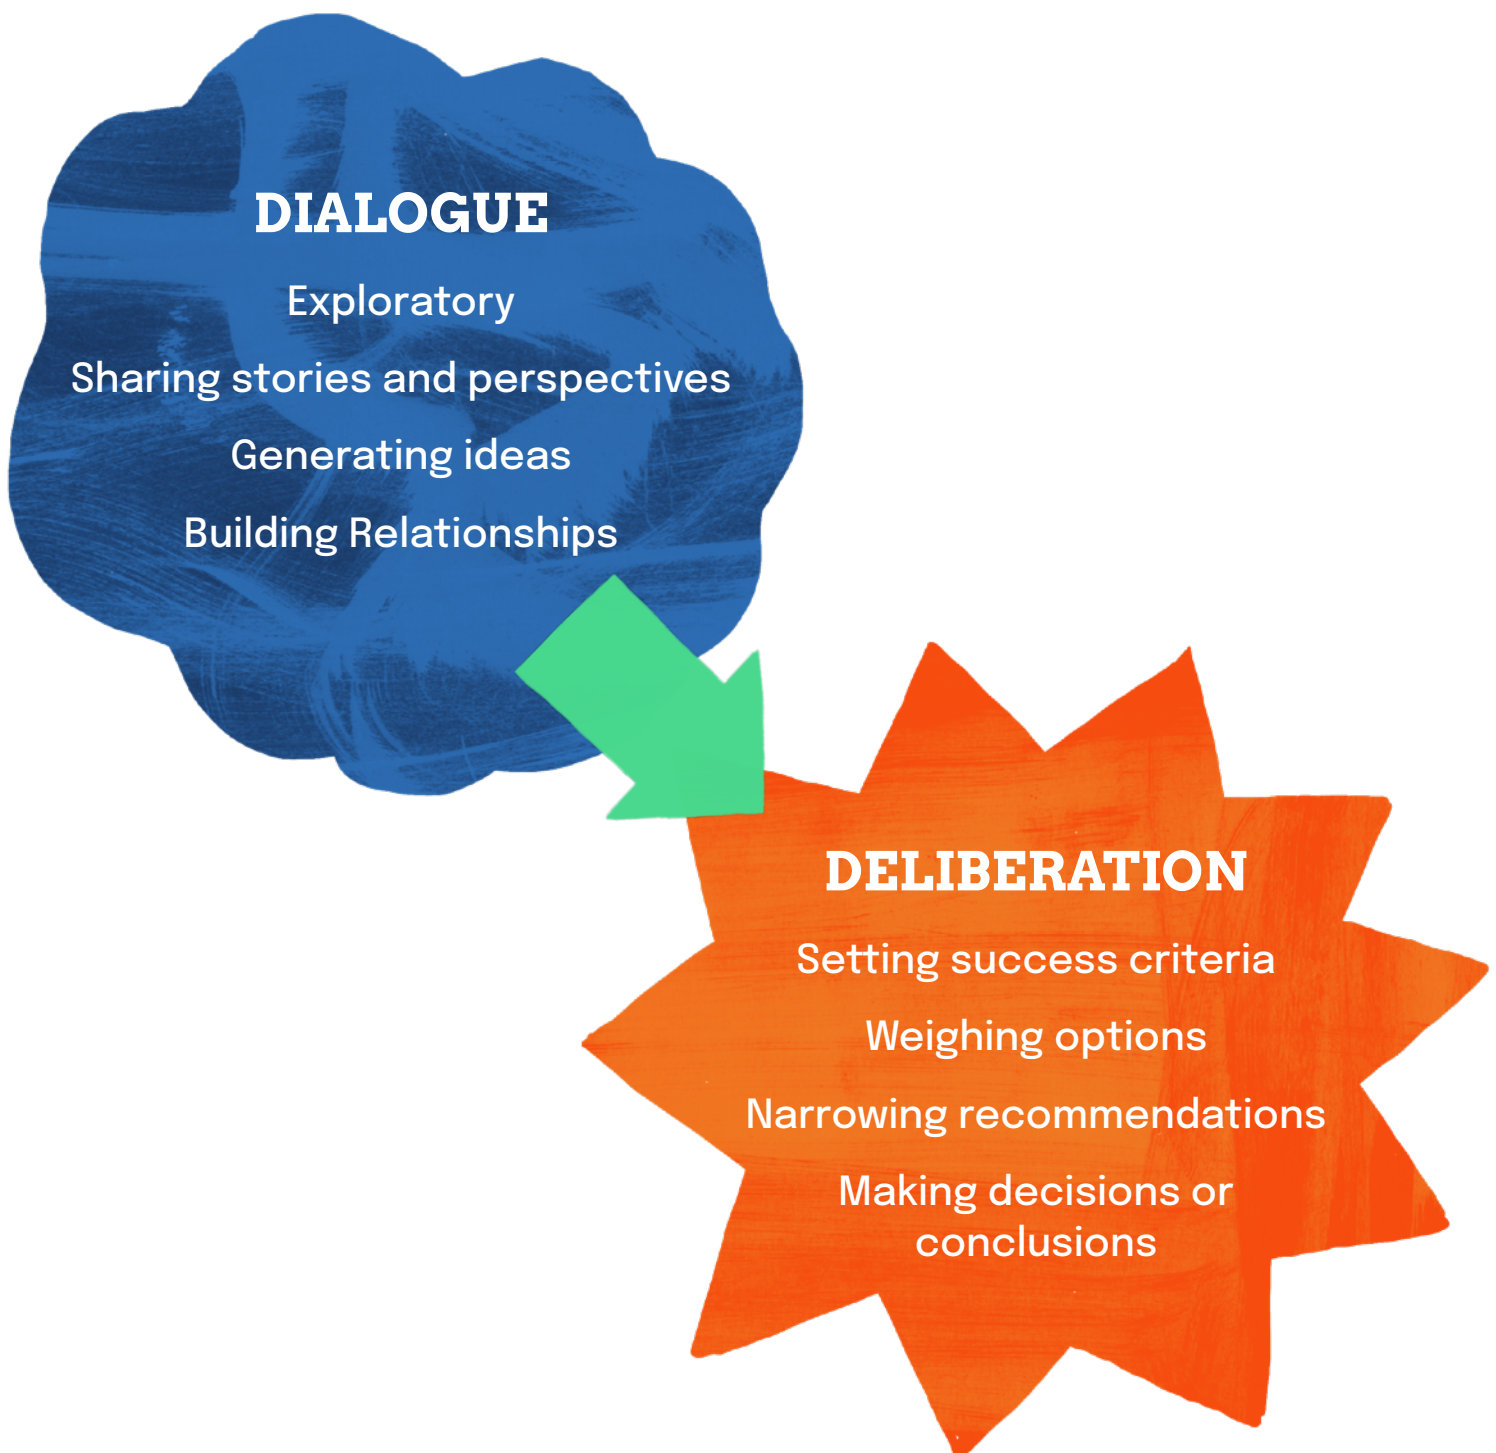 DIALOGUE
Exploratory
Sharing stories and perspectives
Generating ideas
Building Relationships
DELIBERATION
Setting success criteria
Weighing options
Narrowing recommendations
Making decisions or
conclusions